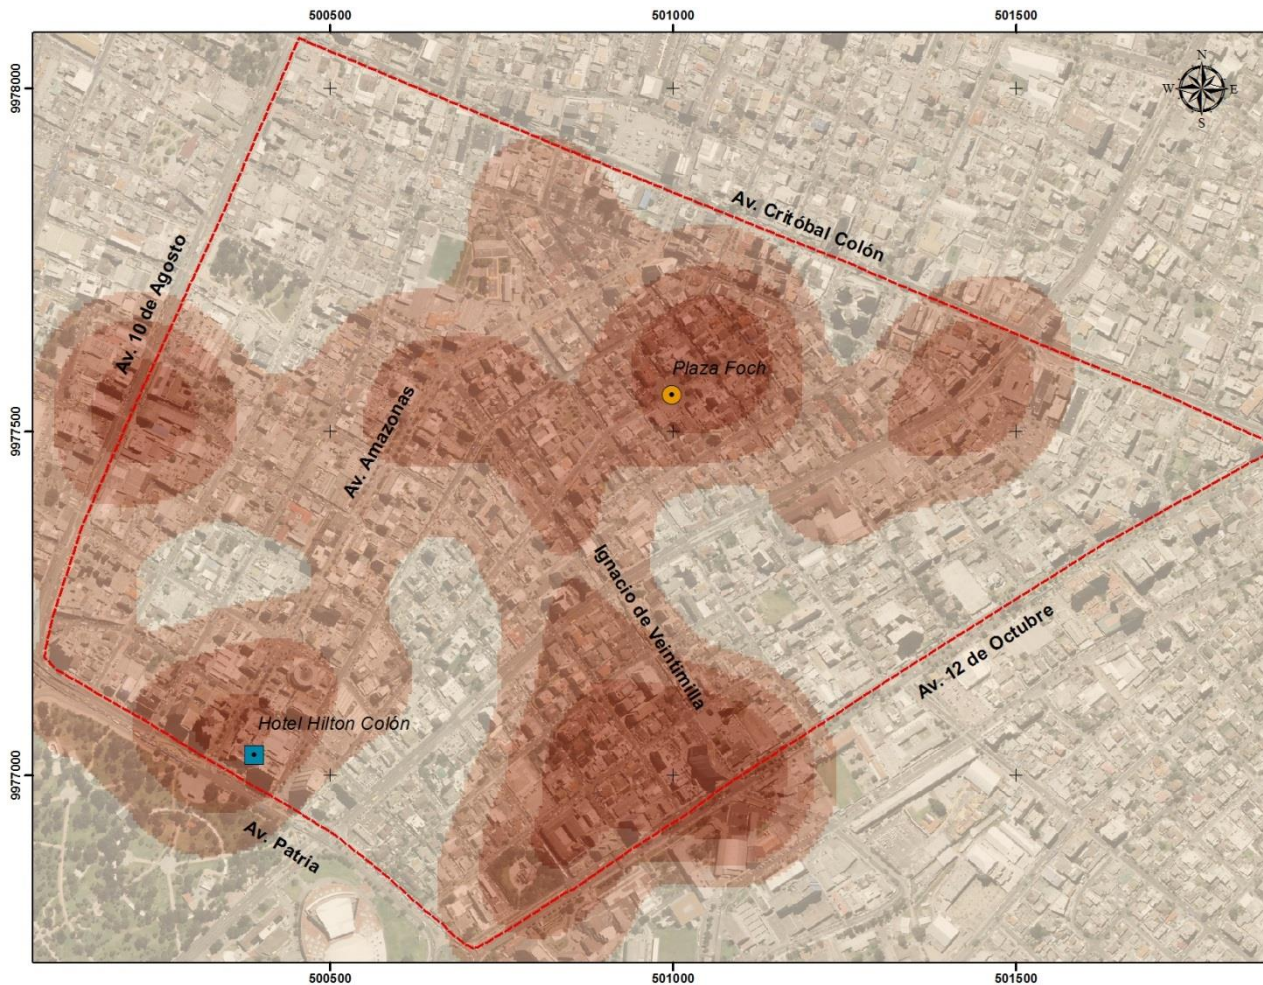 500500 501000 501500
N
W E
S
9978000
Av. Critóbal Colón
Av. 10 de Agosto
Plaza Foch
9977500
Av. Amazonas
Ignacio de Veintimilla
Av. 12 de Octubre
Hotel Hilton Colón
9977000
Av. Patria
500500 501000 501500